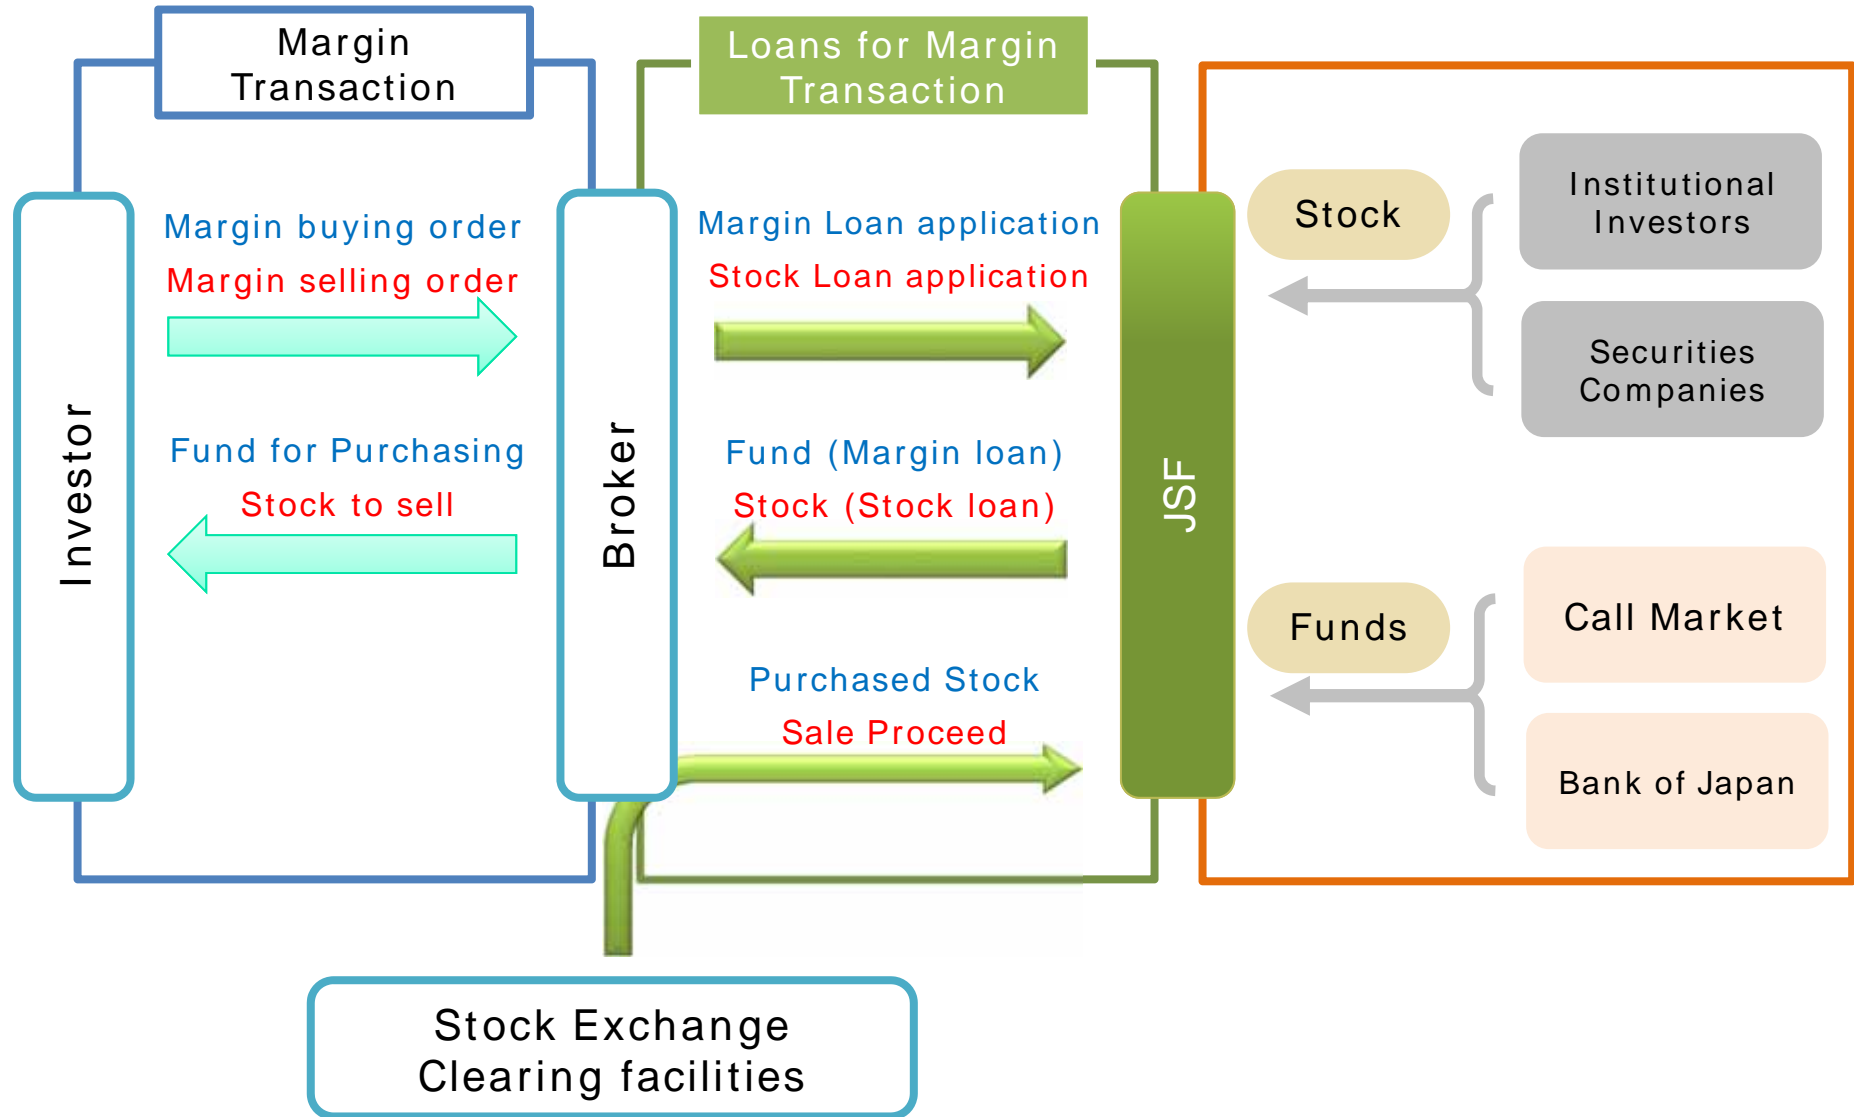 Margin
Transaction
Loans for Margin
Transaction
Investor
Margin buying order
Margin selling order
Fund for Purchasing
Stock to sell
Broker
Margin Loan application
Stock Loan application
Fund (Margin loan)
Stock (Stock loan)
Purchased Stock
Sale Proceed
JSF
Stock
Institutional
Investors
Securities
Companies
Funds
Call Market
Bank of Japan
Stock Exchange
Clearing facilities